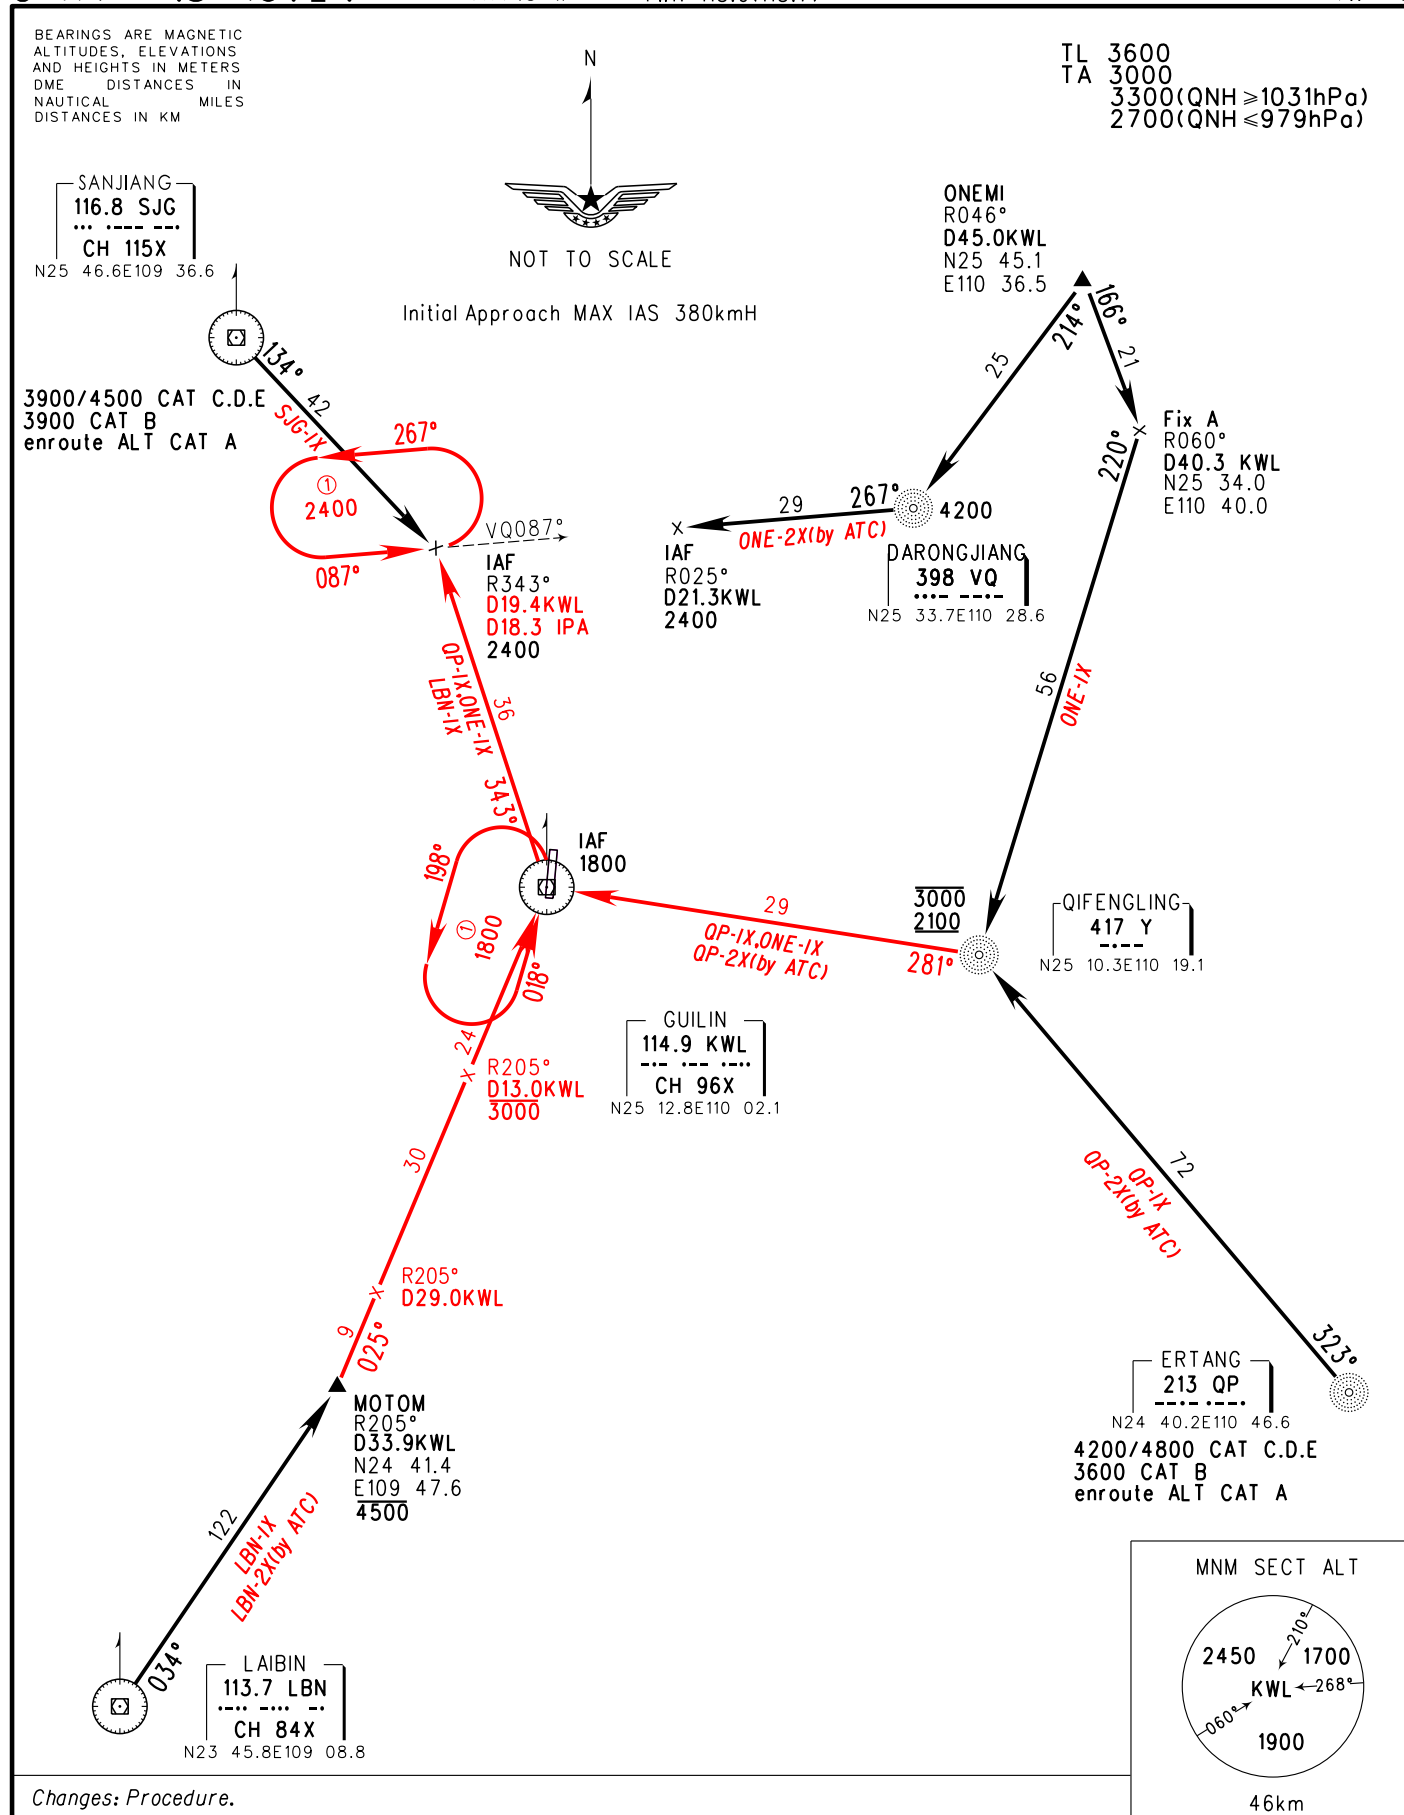 BEARINGS ARE MAGNETIC
ALTITUDES, ELEVATIONS
AND HEIGHTS IN METERS
DME DISTANCES IN
NAUTICAL MILES
DISTANCES IN KM
N
NOT TO SCALE
Initial Approach MAX IAS 380kmH
TL 3600
TA 3000
3300(QNH ≥1031hPa)
2700(QNH ≤979hPa)
SANJIANG
116.8 SJG
CH 115X
N25 46.6E109 36.6
134°
42
SJG-1X
3900/4500 CAT C.D.E
3900 CAT B
enroute ALT CAT A
267°
①
2400
087°
VQ087°
IAF
R343°
D19.4KWL
D18.3 IPA
2400
ONEMI
R046°
D45.0KWL
N25 45.1
E110 36.5
214°
166°
25
21
Fix A
R060°
D40.3 KWL
N25 34.0
E110 40.0
220°
29
267°
4200
ONE-2X(by ATC)
IAF
R025°
D21.3KWL
2400
DARONGJIANG
398 VQ
N25 33.7E110 28.6
56
ONE-1X
QP-1X,ONE-1X
LBN-1X
36
343°
IAF
1800
198°
①
1800
018°
3000
2100
QIFENGLING
417 Y
N25 10.3E110 19.1
29
QP-1X,ONE-1X
QP-2X(by ATC)
281°
GUILIN
114.9 KWL
CH 96X
N25 12.8E110 02.1
24
R205°
D13.0KWL
3000
30
R205°
D29.0KWL
9
025°
MOTOM
R205°
D33.9KWL
N24 41.4
E109 47.6
4500
72
QP-1X
QP-2X(by ATC)
323°
ERTANG
213 QP
N24 40.2E110 46.6
4200/4800 CAT C.D.E
3600 CAT B
enroute ALT CAT A
122
LBN-1X
LBN-2X(by ATC)
034°
LAIBIN
113.7 LBN
CH 84X
N23 45.8E109 08.8
MNM SECT ALT
210°
2450
1700
KWL
268°
060°
1900
46km
Changes: Procedure.